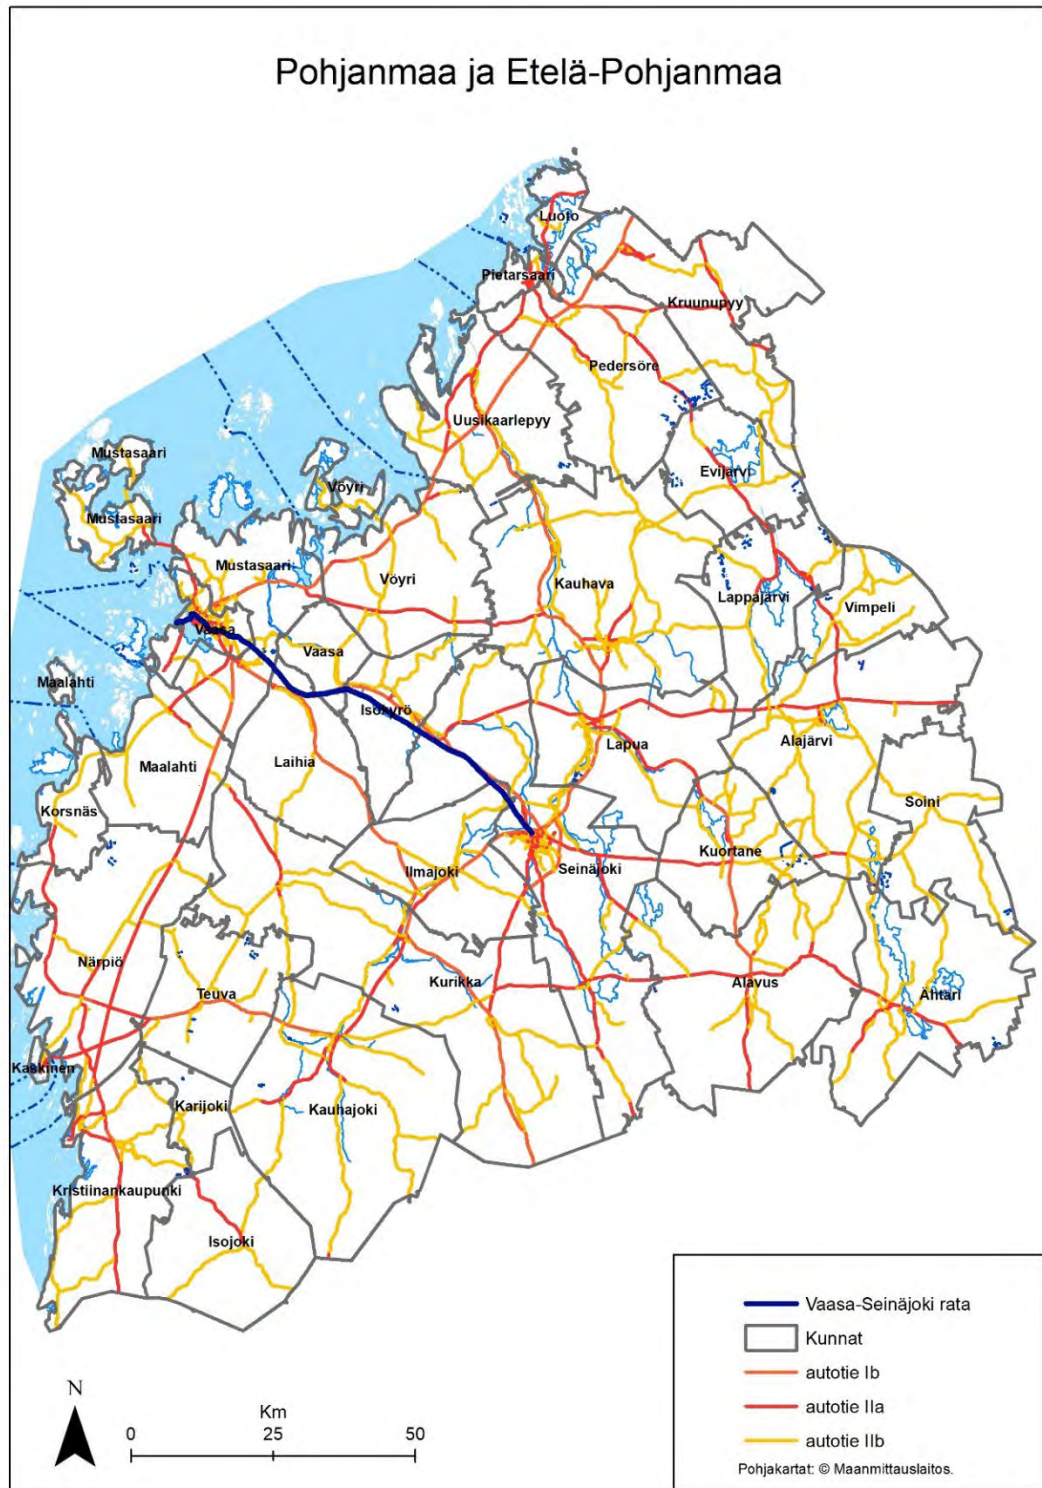 Pohjanmaa ja Etelä-Pohjanmaa
Luoto
Pietarsaari
Kruunupyy
Pedersöre
Uusikaarlepyy
Mustasaari
Evijärvi
Vöyri
Mustasaari
Mustasaari
Vöyri
Kauhava
Lappajärvi
Vimpeli
Vaasa
Vaasa
Maalahti
Isokyrö
Lapua
Alajärvi
Maalahti
Laihia
Korsnäs
Soini
Kuortane
Ilmajoki
Seinäjoki
Närpiö
Kurikka
Alavus
Teuva
Ähtäri
Kaskinen
Karijoki
Kauhajoki
Kristiinankaupunki
Isojoki
Vaasa-Seinäjoki rata
Kunnat
autotie Ib
autotie IIa
autotie IIb
Pohjakartat: © Maanmittauslaitos.
N
Km
0 25 50